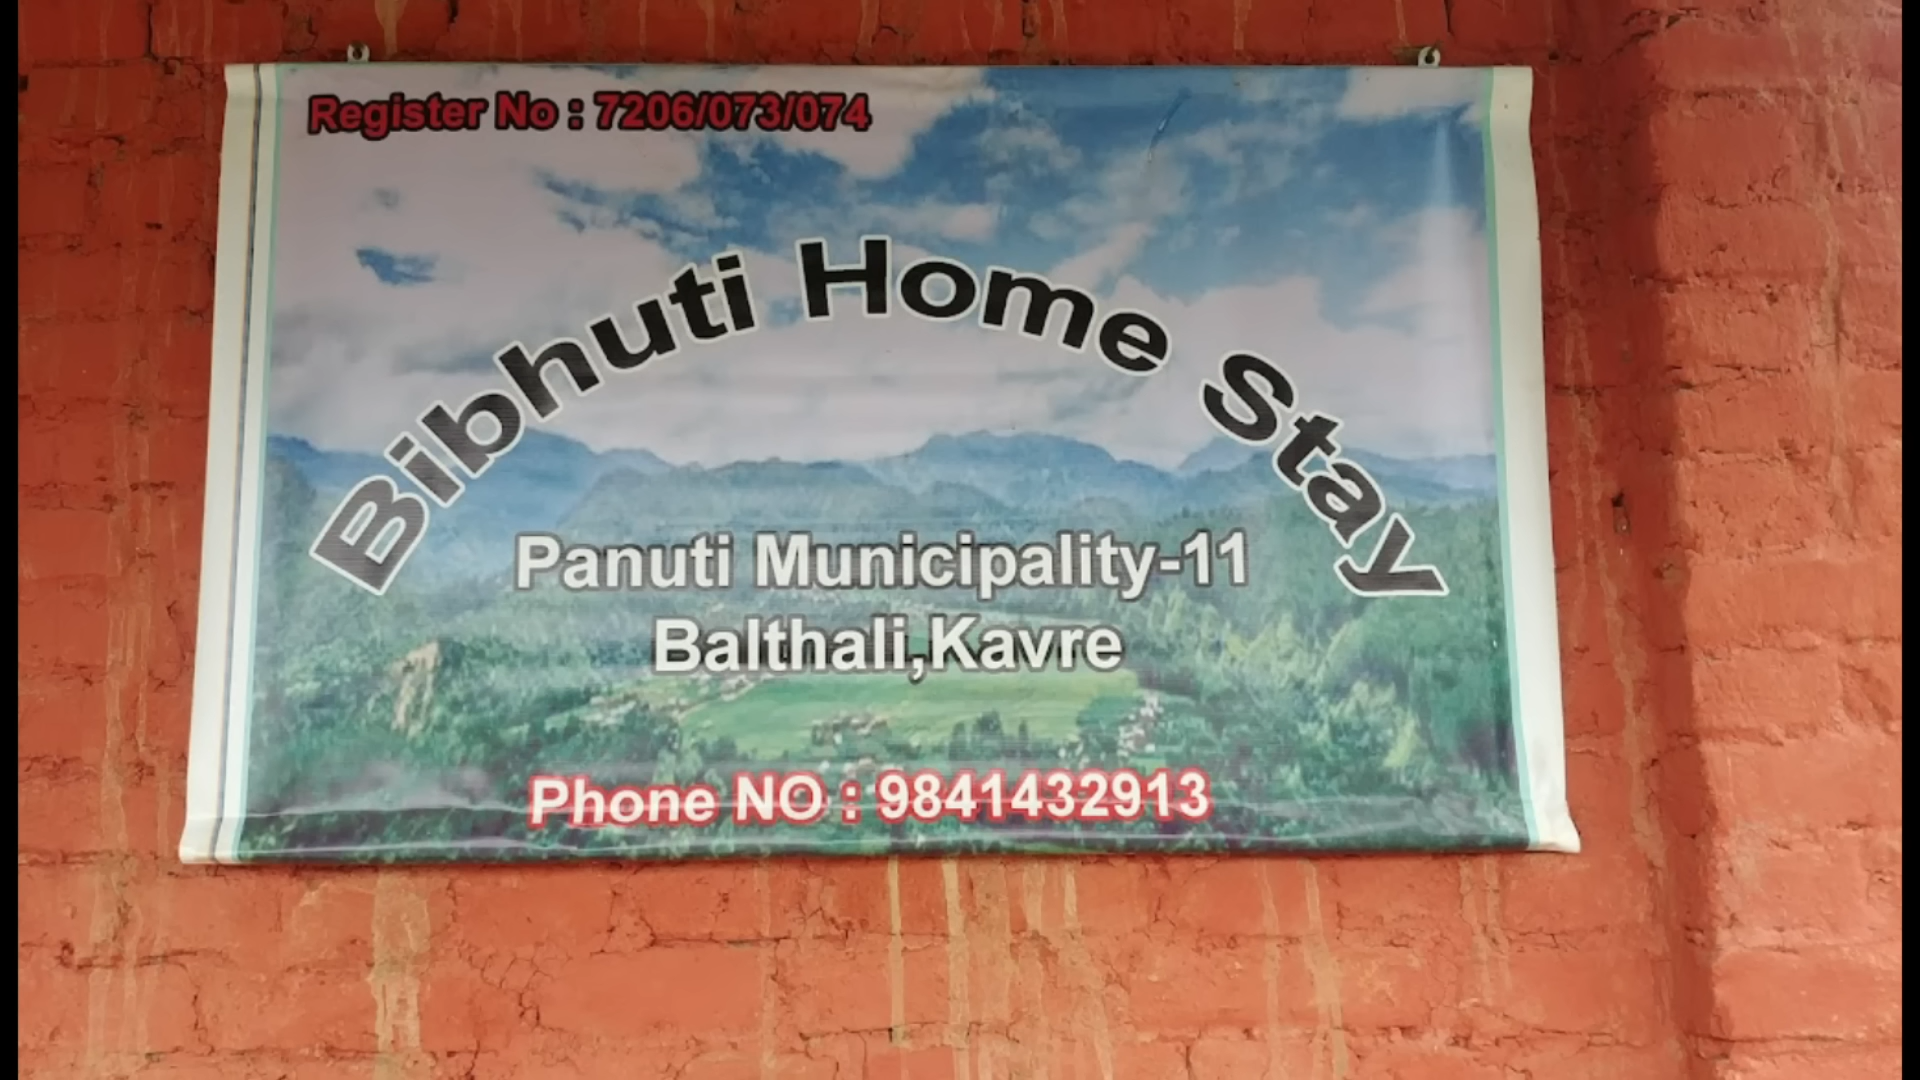 Register No : 7206/073/074
Bibhuti Home Stay
Panuti Municipality-11
Balthali,Kavre
Phone NO : 9841432913